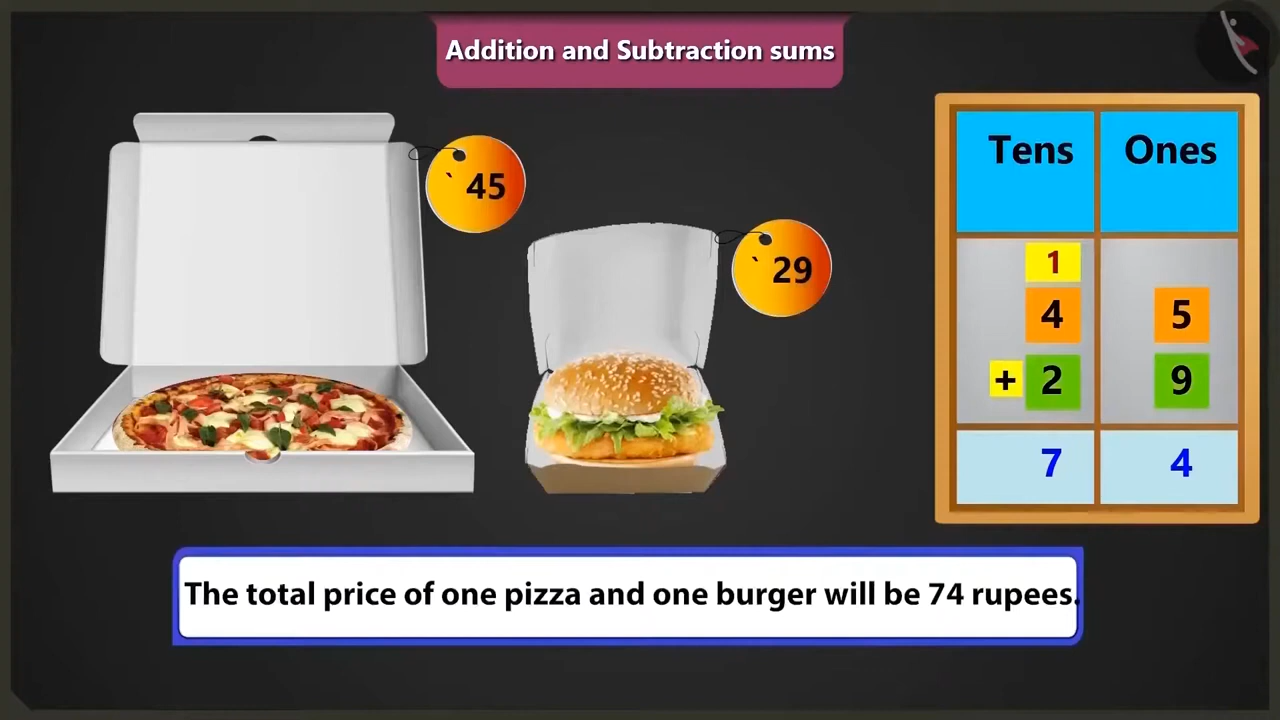 Addition and Subtraction sums
` 45
` 29
Tens Ones
1
4 5
+ 2 9
7 4
The total price of one pizza and one burger will be 74 rupees.